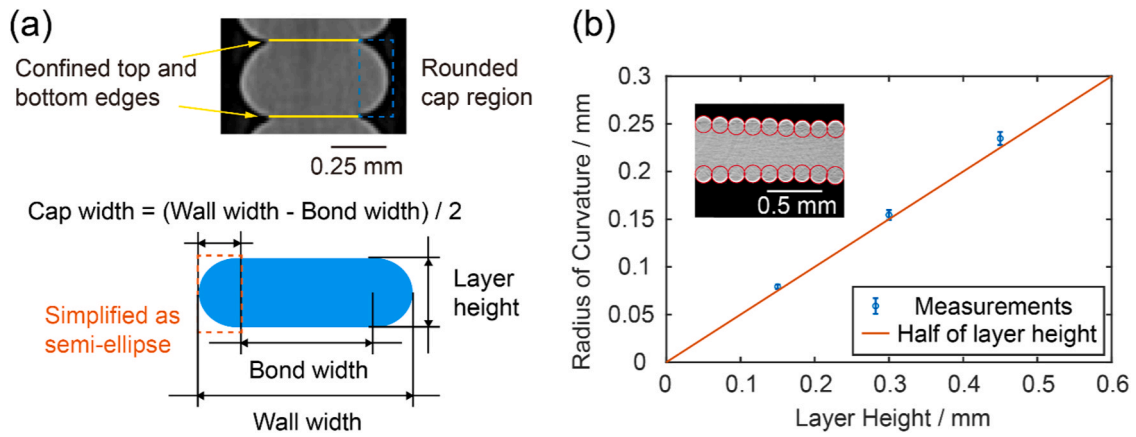 (a)
Confined top and
bottom edges
Rounded
cap region
0.25 mm
Cap width = (Wall width - Bond width) / 2
Layer
height
Simplified as
semi-ellipse
Bond width
Wall width
(b)
Radius of Curvature / mm
0.3
0.25
0.2
0.15
0.1
0.05
0
0.5 mm
Measurements
Half of layer height
0 0.1 0.2 0.3 0.4 0.5 0.6
Layer Height / mm